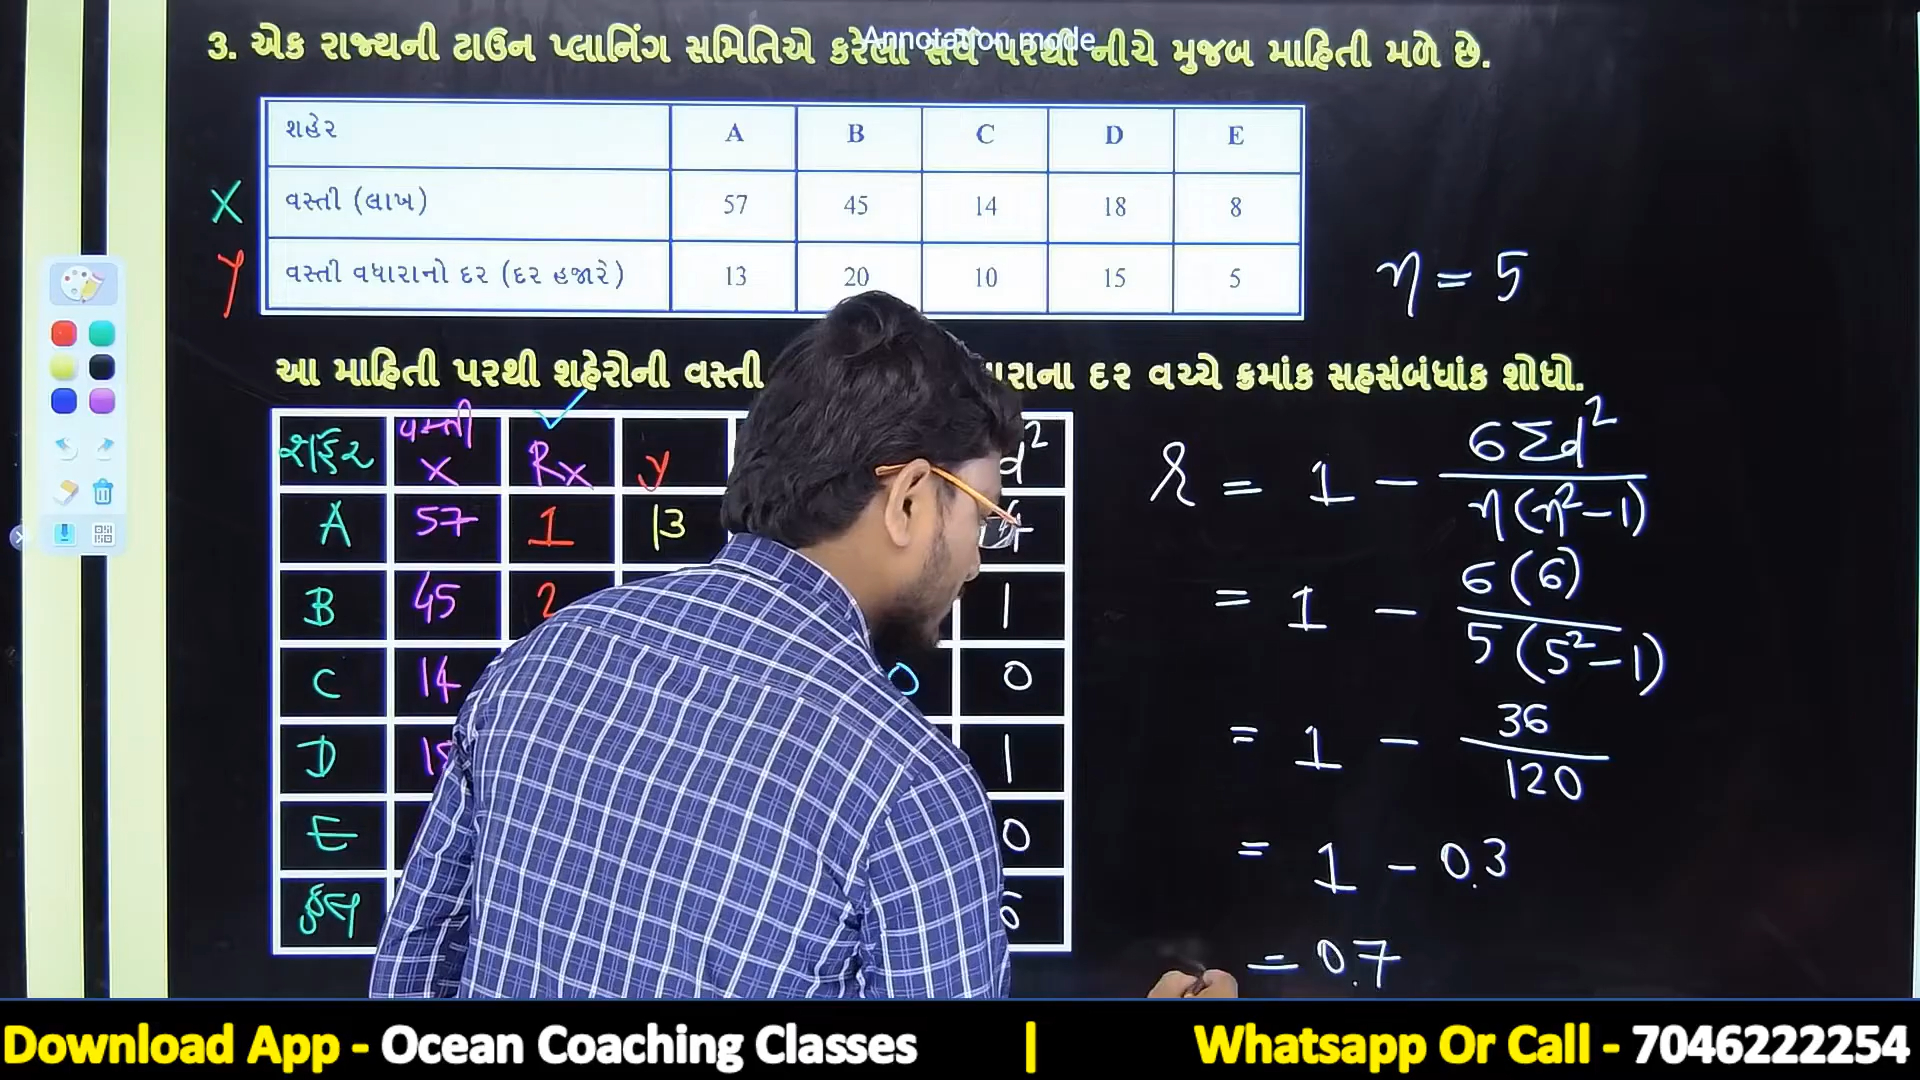 Annotation mode
3. એક રાજ્યની ટાઉન પ્લાનિંગ સમિતિએ કરેલા સર્વે પરથી નીચે મુજબ માહિતી મળે છે.
શહેર A B C D E
X વસ્તી (લાખ) 57 45 14 18 8
y વસ્તી વધારાનો દર (દર હજારે) 13 20 10 15 5
n = 5
આ માહિતી પરથી શહેરોની વસ્તી દર વચ્ચે ક્રમાંક સહસંબંધાંક શોધો.
શહેર વસ્તી x Rx y d²
A 57 1 13 4
B 45 2 1
C 14 0 0
D 1
E 0
કુલ 6
r = 1 - 6Σd² / n(n²-1)
= 1 - 6(6) / 5(5²-1)
= 1 - 36 / 120
= 1 - 0.3
= 0.7
Download App - Ocean Coaching Classes | Whatsapp Or Call - 7046222254